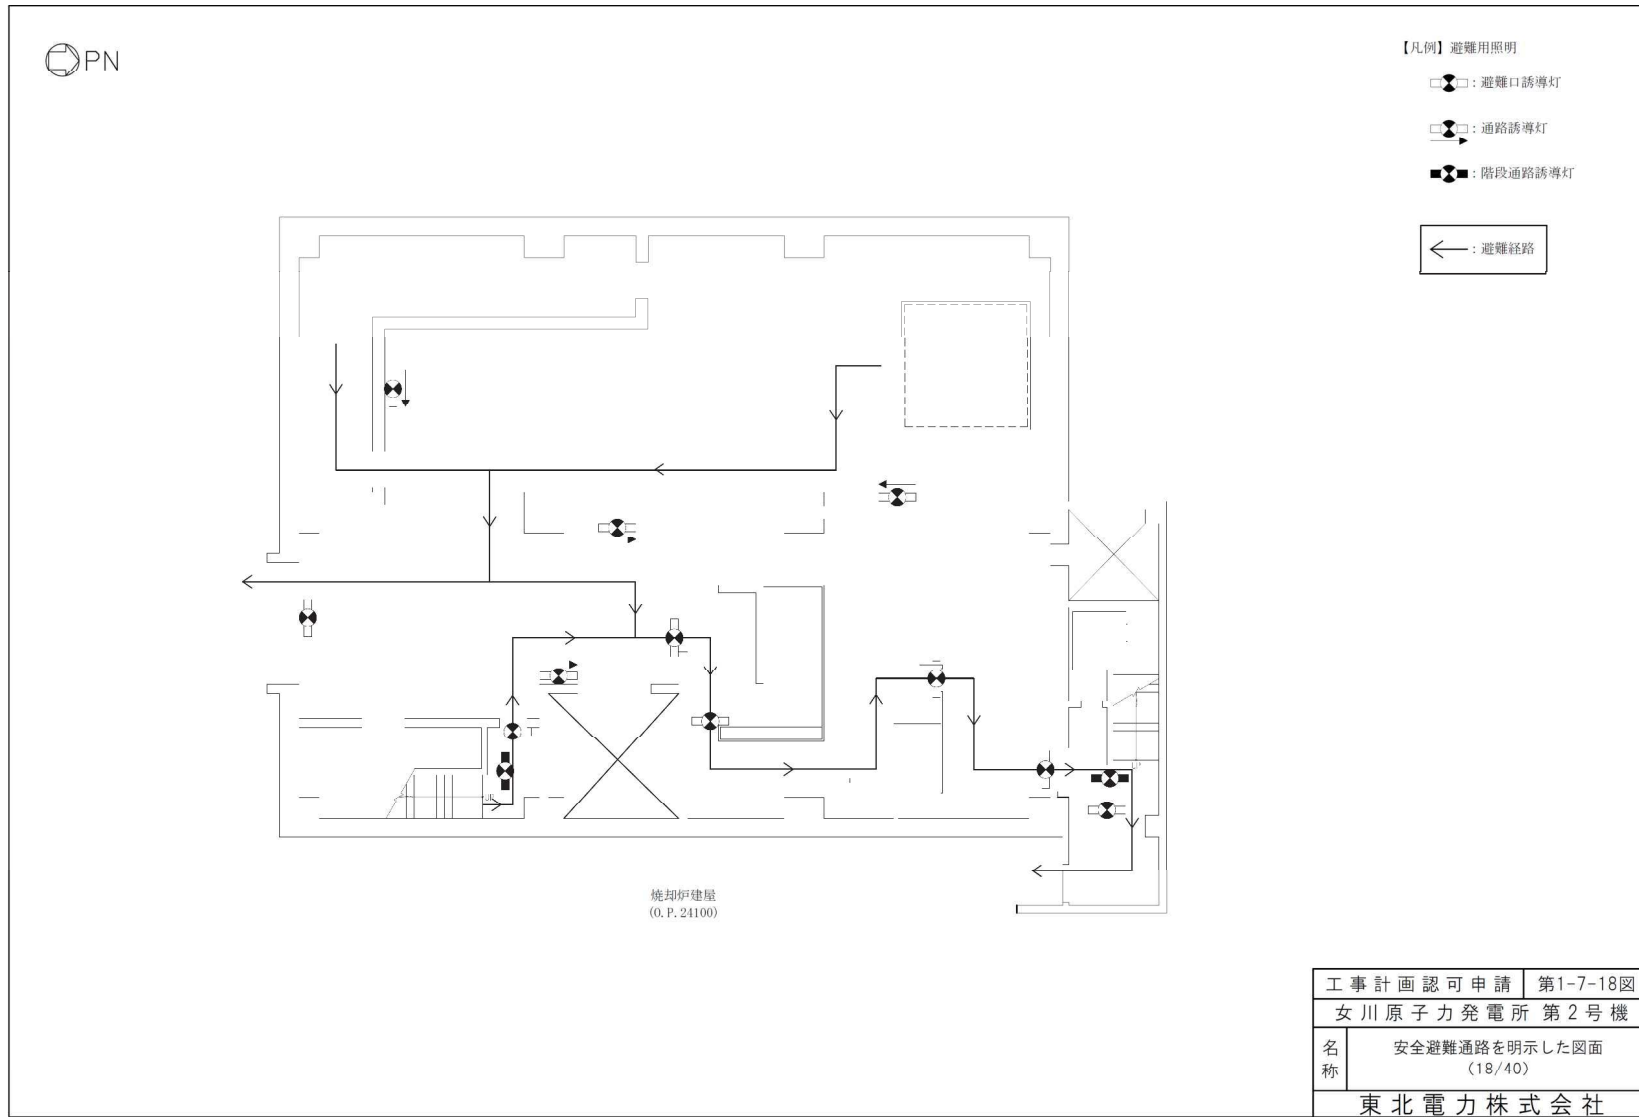 PN
【凡例】避難用照明
：避難口誘導灯
：通路誘導灯
：階段通路誘導灯
：避難経路
焼却炉建屋
(O.P.24100)
工事計画認可申請 第1-7-18図
女川原子力発電所 第2号機
名称
安全避難通路を明示した図面
(18/40)
東北電力株式会社